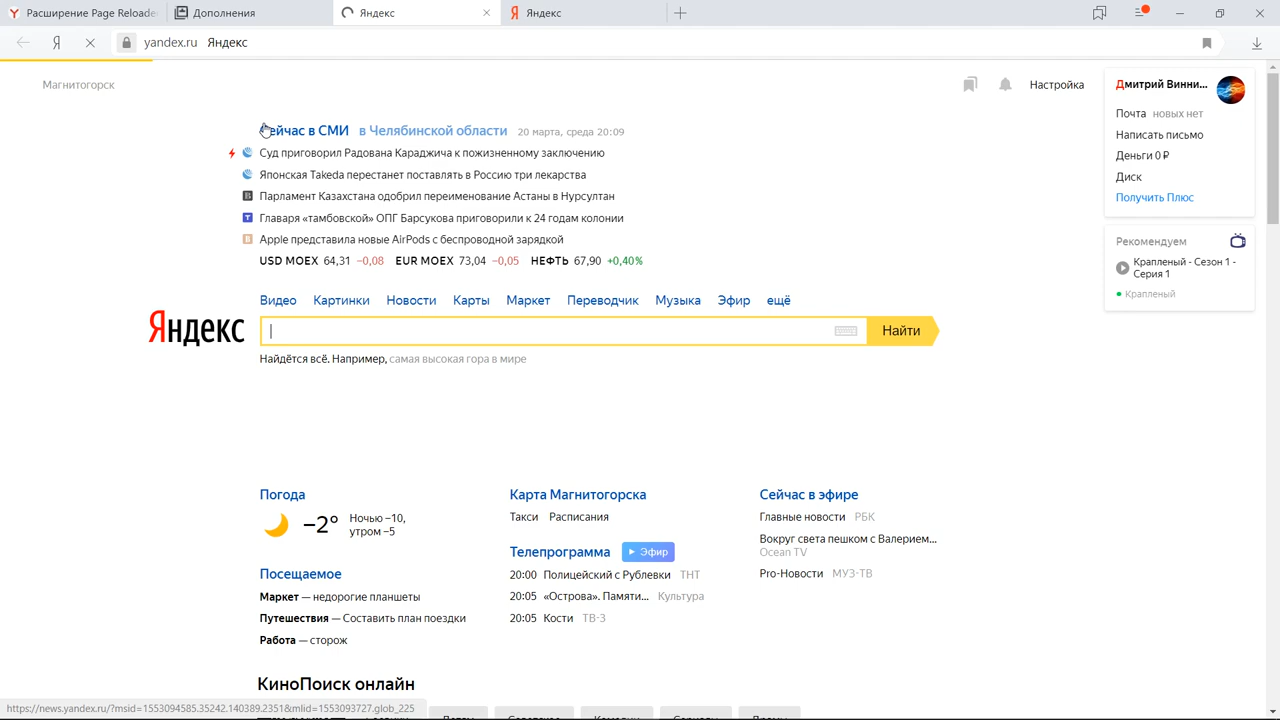 Расширение Page Reloade
Дополнения
Яндекс
Яндекс
Я
yandex.ru Яндекс
Магнитогорск
Настройка
Дмитрий Винни...
Почта новых нет
Написать письмо
Деньги 0 ₽
Диск
Получить Плюс
Рекомендуем
Крапленый - Сезон 1 -
Серия 1
Крапленый
Сейчас в СМИ в Челябинской области 20 марта, среда 20:09
Суд приговорил Радована Караджича к пожизненному заключению
Японская Takeda перестанет поставлять в Россию три лекарства
Парламент Казахстана одобрил переименование Астаны в Нурсултан
Главаря «тамбовской» ОПГ Барсукова приговорили к 24 годам колонии
Apple представила новые AirPods с беспроводной зарядкой
USD MOEX 64,31 −0,08 EUR MOEX 73,04 −0,05 НЕФТЬ 67,90 +0,40%
Видео Картинки Новости Карты Маркет Переводчик Музыка Эфир ещё
Яндекс
Найти
Найдётся всё. Например, самая высокая гора в мире
Погода
−2°
Ночью −10,
утром −5
Посещаемое
Маркет — недорогие планшеты
Путешествия — Составить план поездки
Работа — сторож
Карта Магнитогорска
Такси Расписания
Телепрограмма Эфир
20:00 Полицейский с Рублевки ТНТ
20:05 «Острова». Памяти... Культура
20:05 Кости ТВ-3
Сейчас в эфире
Главные новости РБК
Вокруг света пешком с Валерием...
Ocean TV
Pro-Новости МУЗ-ТВ
КиноПоиск онлайн
https://news.yandex.ru/?msid=1553094585.35242.140389.2351&mlid=1553093727.glob_225